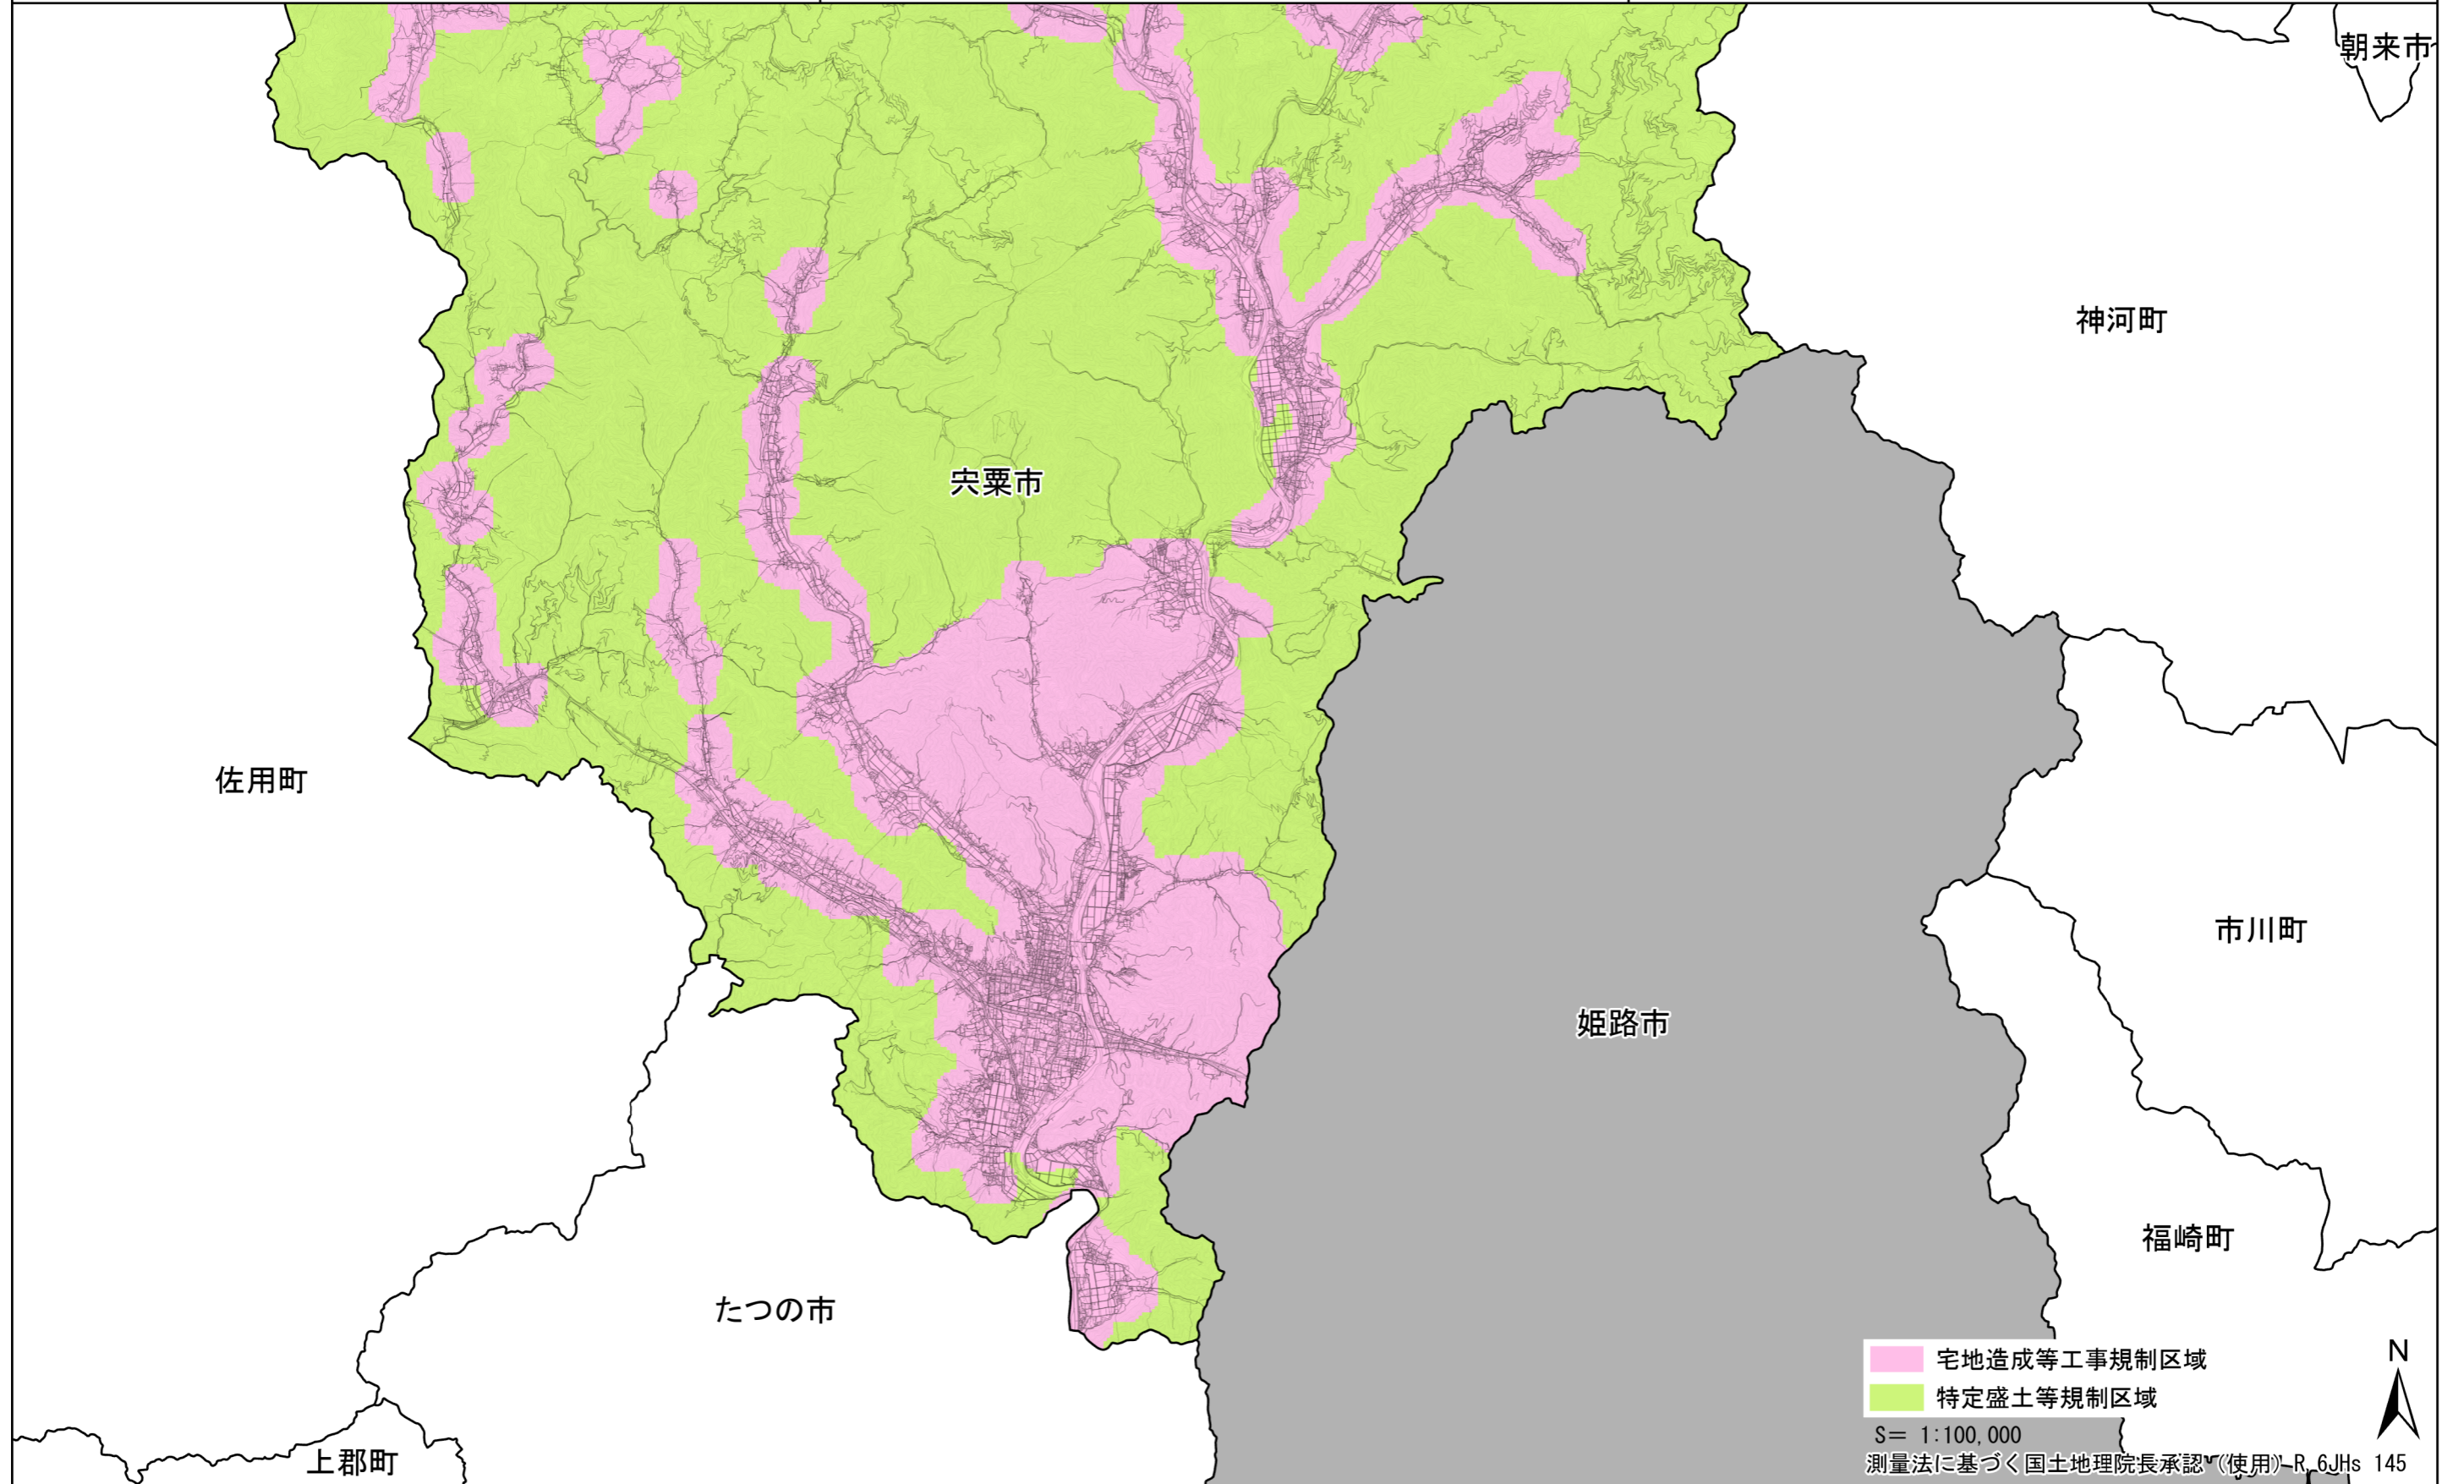 朝来市
神河町
宍粟市
佐用町
市川町
姫路市
福崎町
たつの市
N
宅地造成等工事規制区域
特定盛土等規制区域
S= 1:100,000
上郡町
測量法に基づく国土地理院長承認（使用）R 6JHs 145